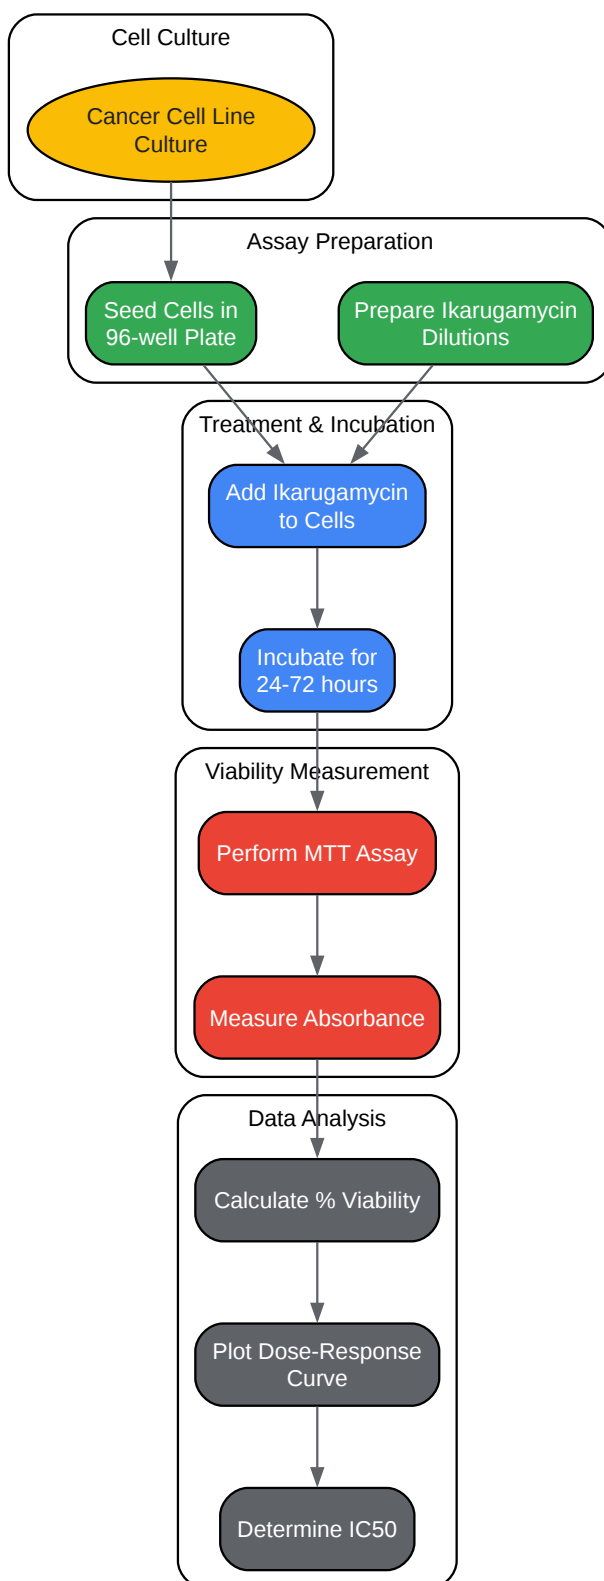 Cell Culture
Cancer Cell Line
Culture
Assay Preparation
Seed Cells in
96-well Plate
Prepare Ikarugamycin
Dilutions
Treatment & Incubation
Add Ikarugamycin
to Cells
Incubate for
24-72 hours
Viability Measurement
Perform MTT Assay
Measure Absorbance
Data Analysis
Calculate % Viability
Plot Dose-Response
Curve
Determine IC50